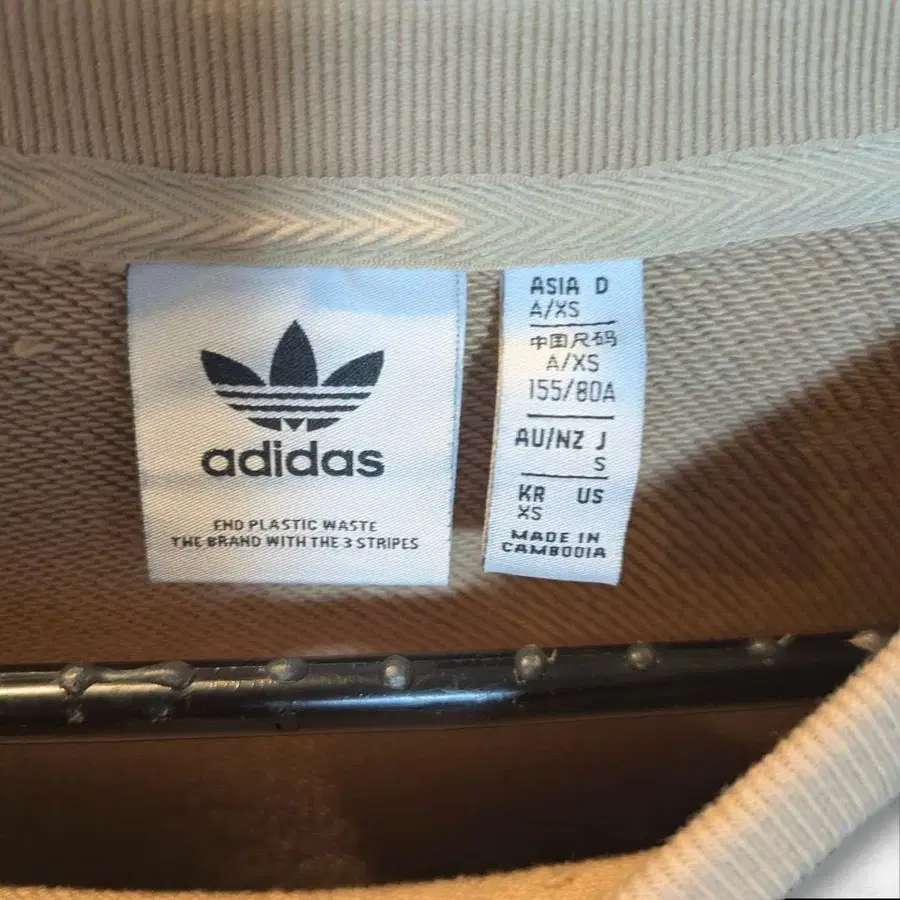 adidas
END PLASTIC WASTE
THE BRAND WITH THE 3 STRIPES
ASIA D
A/XS
中国尺码
A/XS
155/80A
AU/NZ J
S
KR US
XS
MADE IN
CAMBODIA